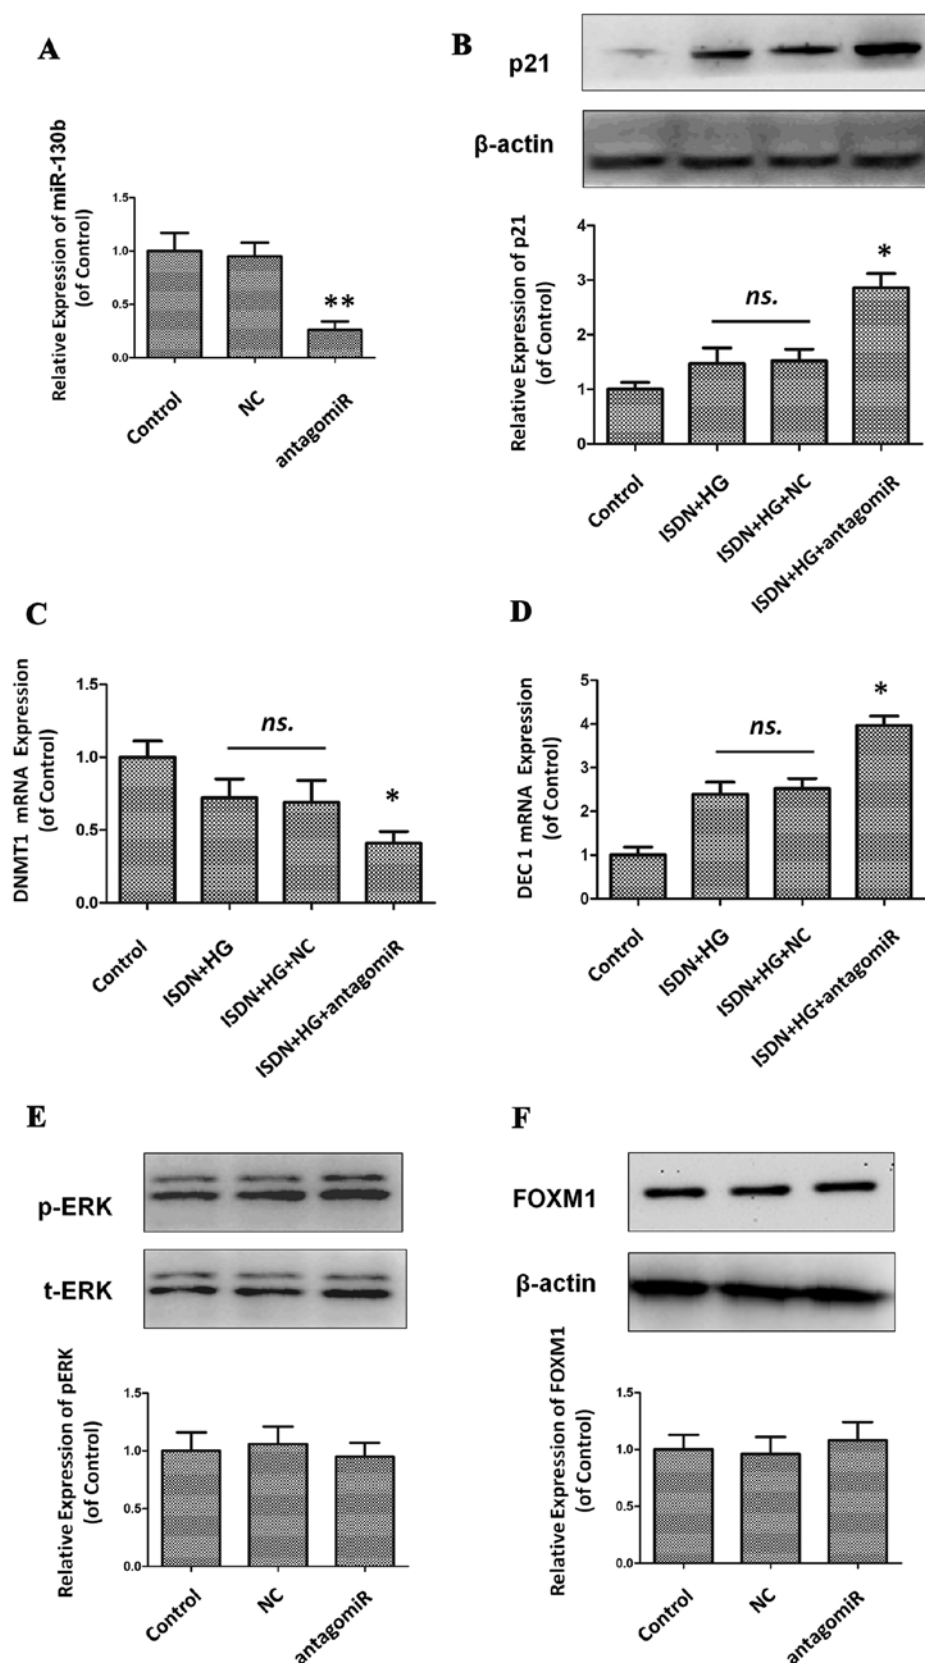 A
Relative Expression of miR-130b
(of Control)
1.5
1.0
0.5
0.0
**
Control
NC
antagomiR
B
p21
β-actin
Relative Expression of p21
(of Control)
4
3
2
1
0
ns.
*
Control
ISDN+HG
ISDN+HG+NC
ISDN+HG+antagomiR
C
DNMT1 mRNA Expression
(of Control)
1.5
1.0
0.5
0.0
ns.
*
Control
ISDN+HG
ISDN+HG+NC
ISDN+HG+antagomiR
D
DEC 1 mRNA Expression
(of Control)
5
4
3
2
1
0
ns.
*
Control
ISDN+HG
ISDN+HG+NC
ISDN+HG+antagomiR
E
p-ERK
t-ERK
Relative Expression of pERK
(of Control)
1.5
1.0
0.5
0.0
Control
NC
antagomiR
F
FOXM1
β-actin
Relative Expression of FOXM1
(of Control)
1.5
1.0
0.5
0.0
Control
NC
antagomiR